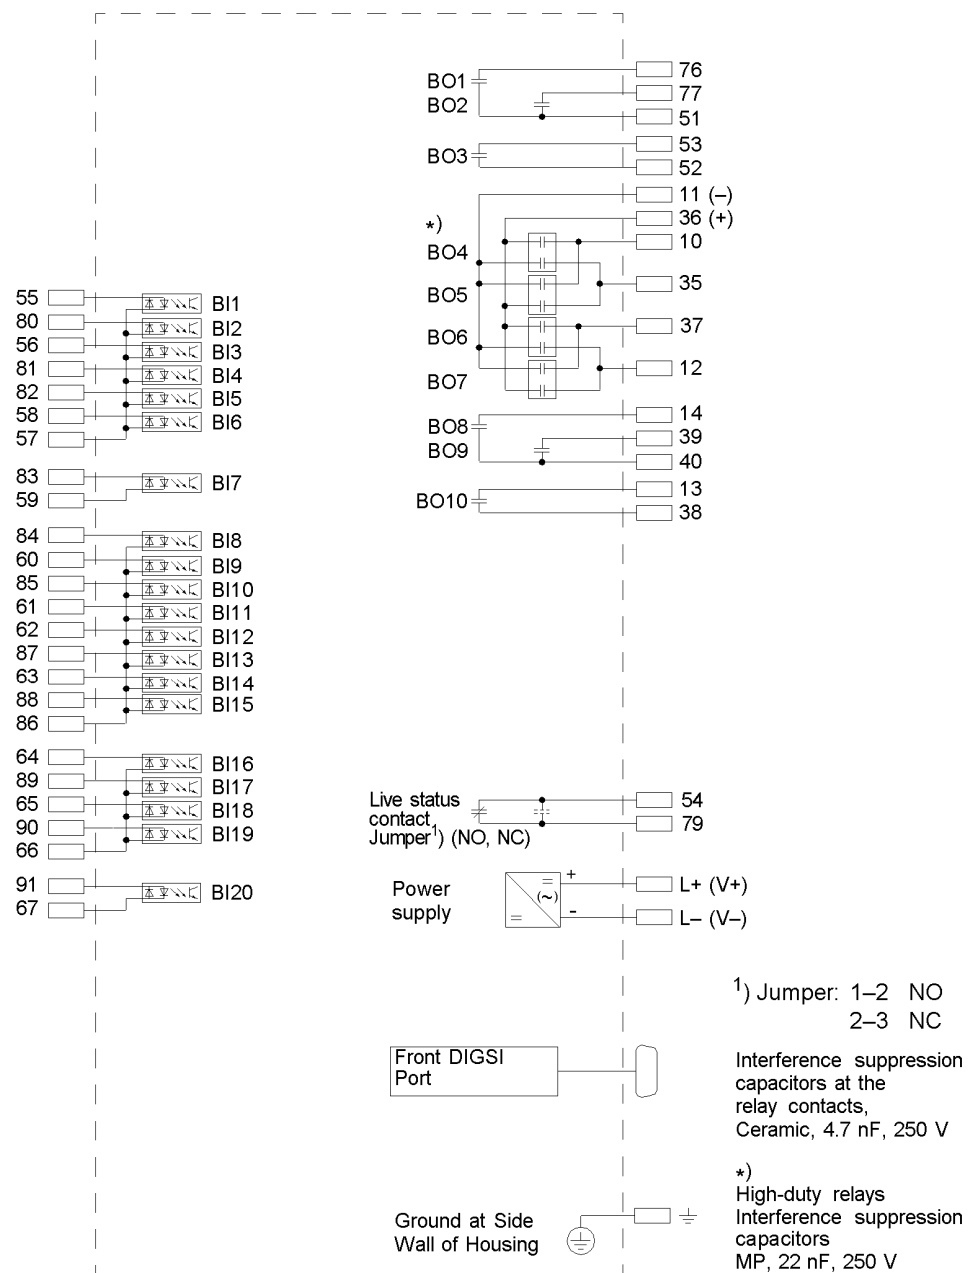 BO1
76
BO2
77
51
BO3
53
52
11 (–)
*)
36 (+)
BO4
10
BO5
35
BO6
37
BO7
12
BO8
14
BO9
39
40
BO10
13
38
55 BI1
80 BI2
56 BI3
81 BI4
82 BI5
58 BI6
57
83 BI7
59
84 BI8
60 BI9
85 BI10
61 BI11
62 BI12
87 BI13
63 BI14
88 BI15
86
64 BI16
89 BI17
65 BI18
90 BI19
66
91 BI20
67
Live status
contact
Jumper¹) (NO, NC)
54
79
Power
supply
+
=
(~)
=
-
L+ (V+)
L– (V–)
¹) Jumper: 1–2 NO
2–3 NC
Front DIGSI
Port
Interference suppression
capacitors at the
relay contacts,
Ceramic, 4.7 nF, 250 V
*)
High-duty relays
Interference suppression
capacitors
MP, 22 nF, 250 V
Ground at Side
Wall of Housing